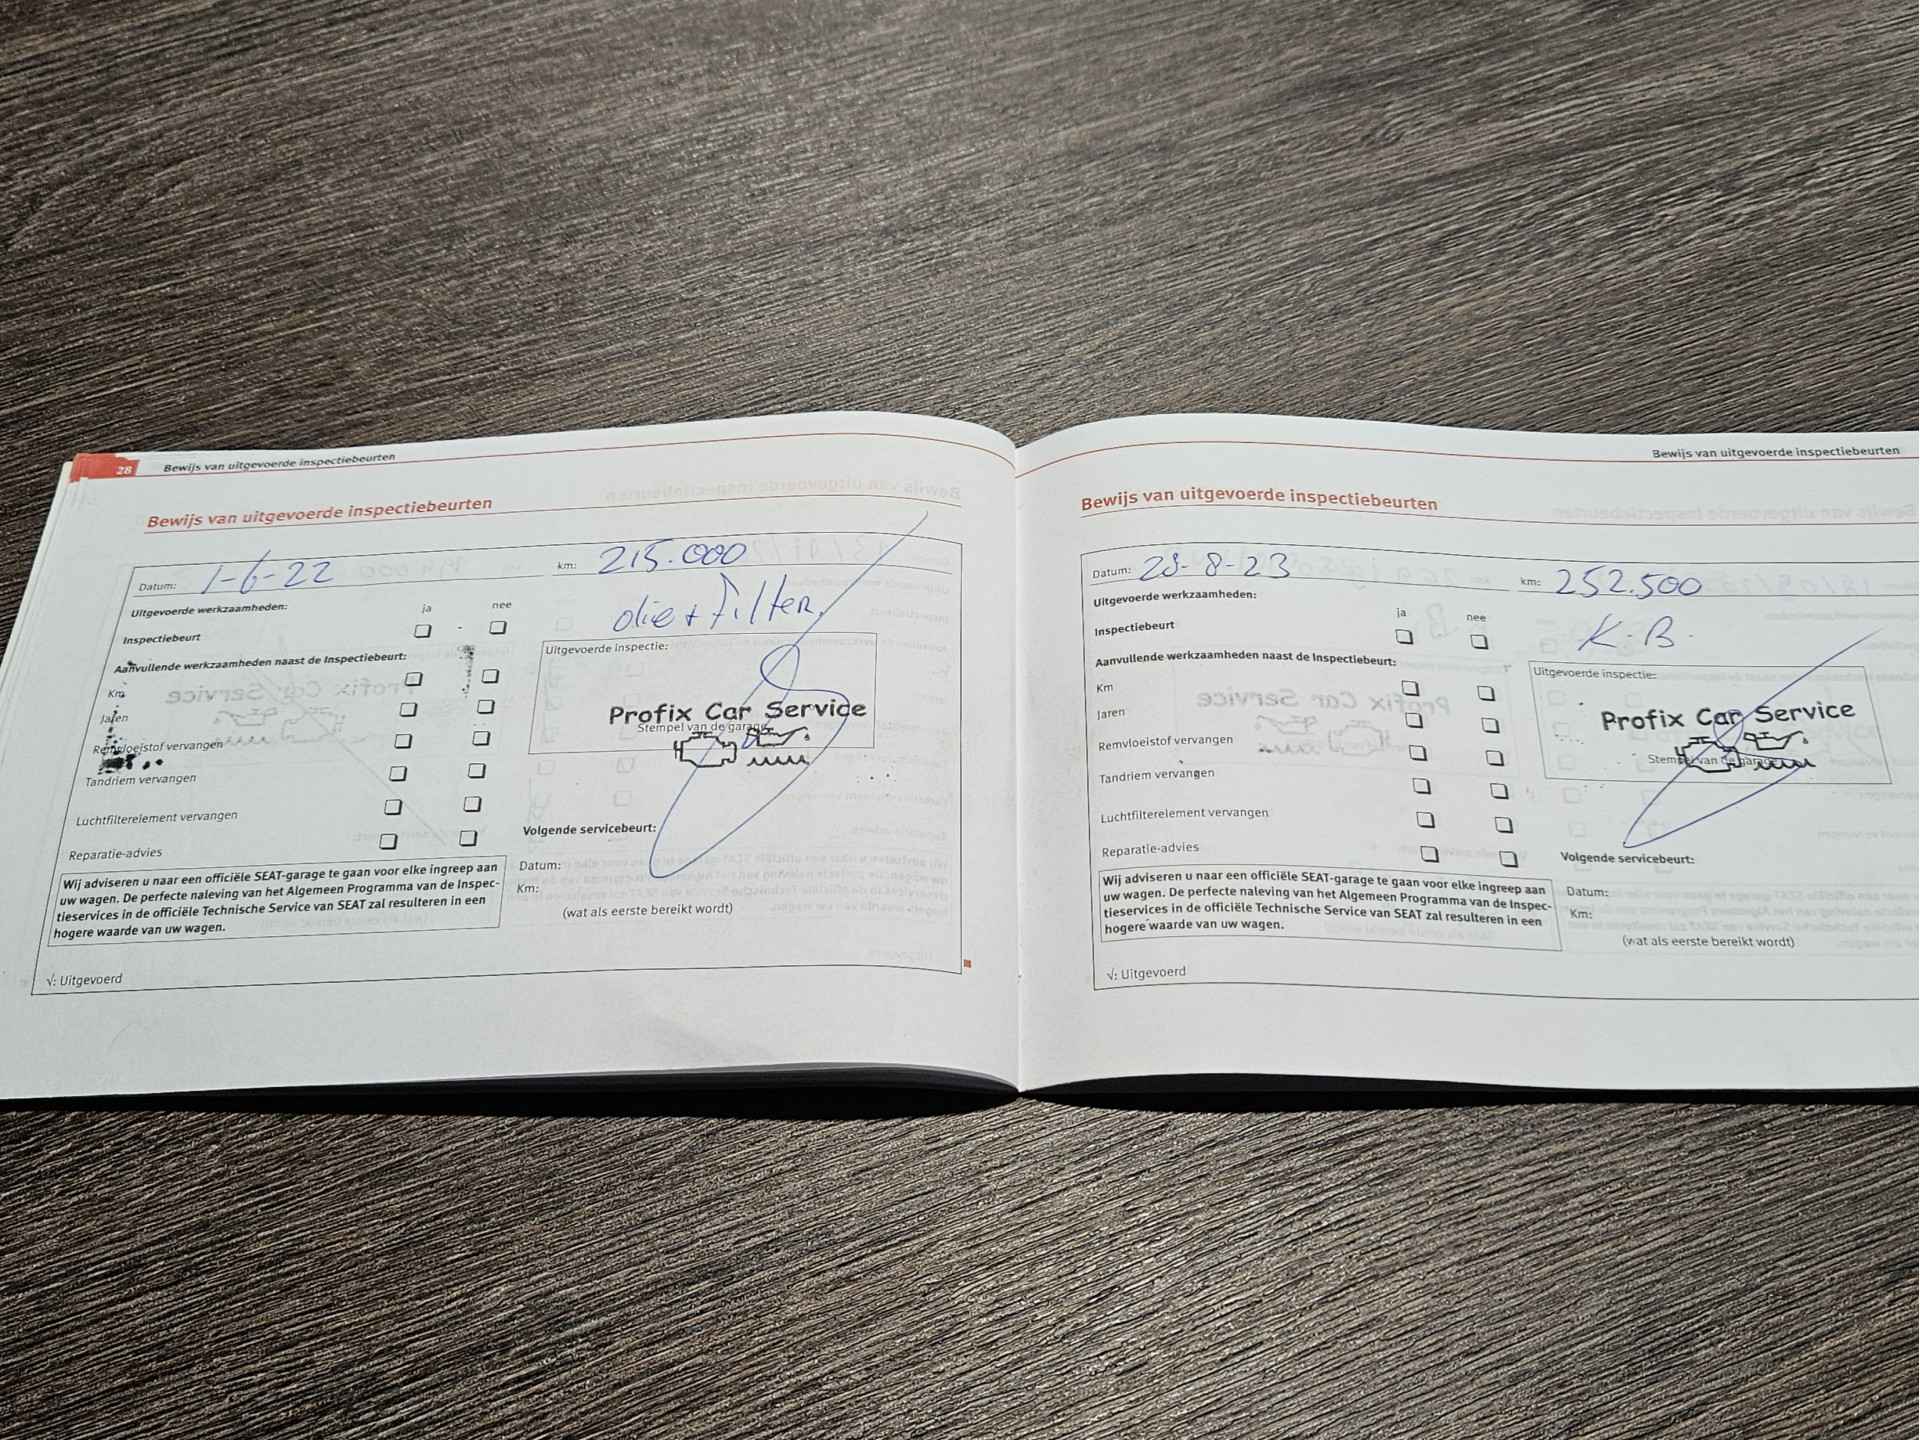 28 Bewijs van uitgevoerde inspectiebeurten
Bewijs van uitgevoerde inspectiebeurten
Datum: 1-6-22 km: 215.000
Uitgevoerde werkzaamheden: ja nee
olie + Filter.
Inspectiebeurt
Uitgevoerde inspectie:
Aanvullende werkzaamheden naast de Inspectiebeurt:
Km
Jaren
Profix Car Service
Stempel van de garage
Remvloeistof vervangen
Tandriem vervangen
Luchtfilterelement vervangen
Reparatie-advies
Volgende servicebeurt:
Datum:
Km:
(wat als eerste bereikt wordt)
Wij adviseren u naar een officiële SEAT-garage te gaan voor elke ingreep aan
uw wagen. De perfecte naleving van het Algemeen Programma van de Inspec-
tieservices in de officiële Technische Service van SEAT zal resulteren in een
hogere waarde van uw wagen.
√: Uitgevoerd
Bewijs van uitgevoerde inspectiebeurten
Bewijs van uitgevoerde inspectiebeurten
Datum: 28-8-23 km: 252.500
Uitgevoerde werkzaamheden: ja nee
K.B.
Inspectiebeurt
Uitgevoerde inspectie:
Aanvullende werkzaamheden naast de Inspectiebeurt:
Km
Jaren
Profix Car Service
Stempel van de garage
Remvloeistof vervangen
Tandriem vervangen
Luchtfilterelement vervangen
Reparatie-advies
Volgende servicebeurt:
Datum:
Km:
(wat als eerste bereikt wordt)
Wij adviseren u naar een officiële SEAT-garage te gaan voor elke ingreep aan
uw wagen. De perfecte naleving van het Algemeen Programma van de Inspec-
tieservices in de officiële Technische Service van SEAT zal resulteren in een
hogere waarde van uw wagen.
√: Uitgevoerd